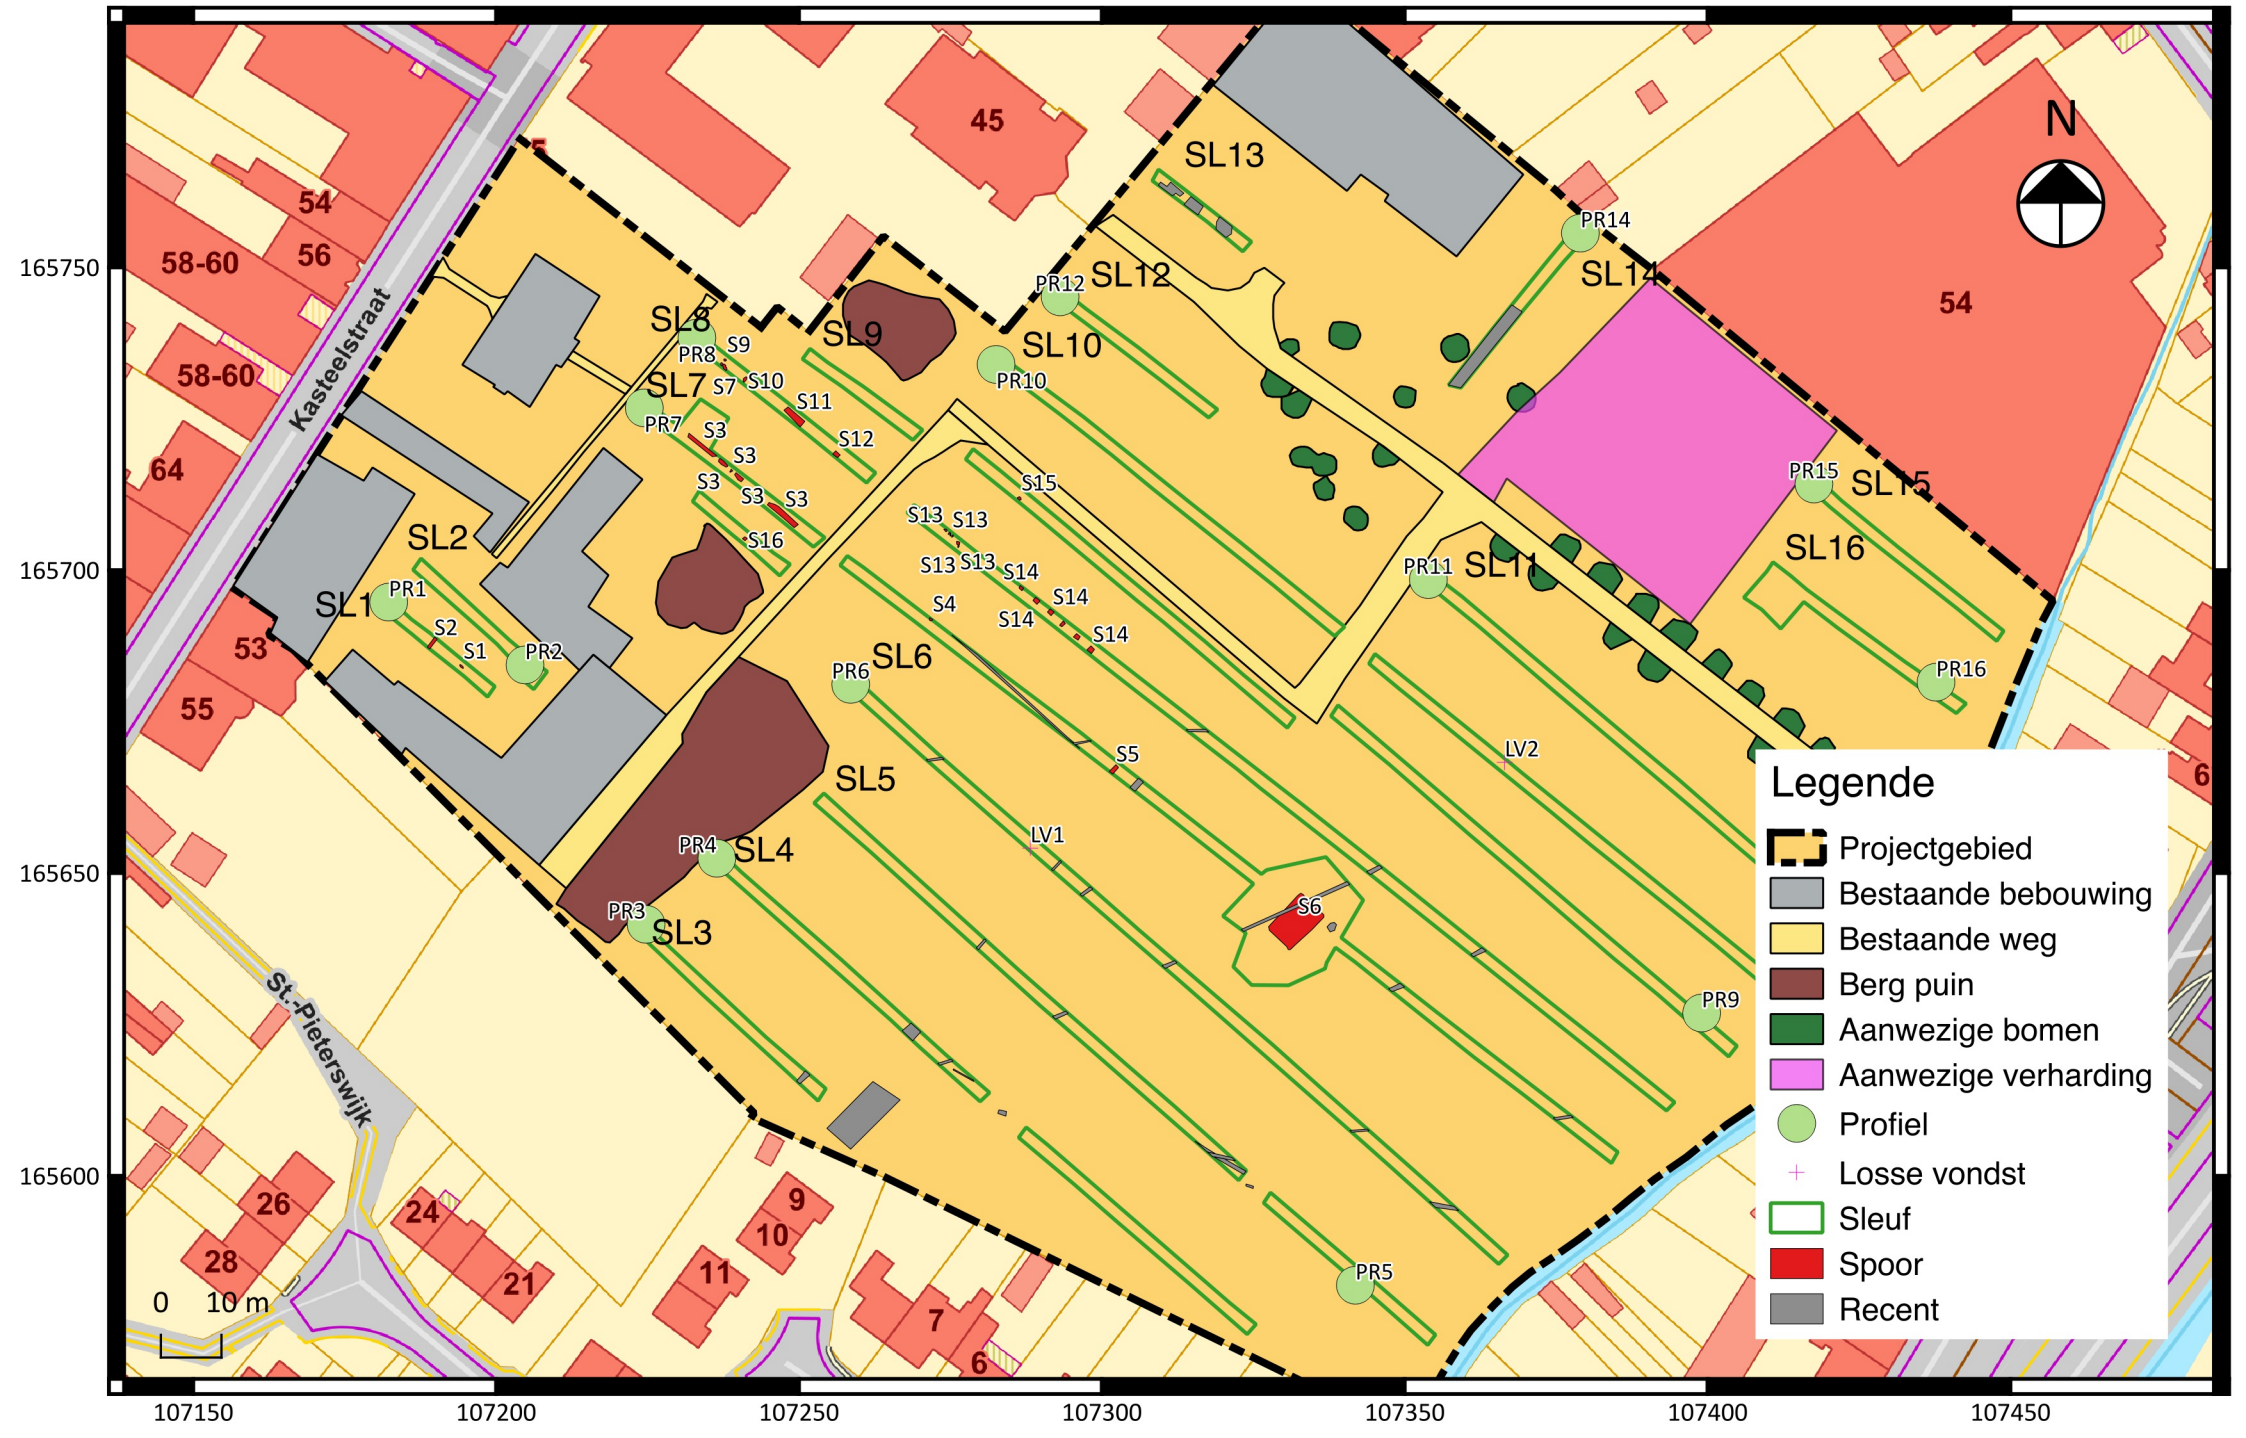 N
5
45
54
56
58-60
58-60
64
53
55
54
6
Kasteelstraat
St.-Pieterswijk
26
28
24
21
9
10
11
7
6
165750
165700
165650
165600
107150
107200
107250
107300
107350
107400
107450
0 10 m
SL13
PR14
SL14
PR12
SL12
SL8
PR8
S9
SL9
SL10
PR10
S7
S10
SL7
PR7
S11
S3
S12
S3
S3
S3
S3
S16
S15
S13
S13
S13
S13
S14
S14
S14
S14
PR15
SL15
SL16
PR16
SL2
SL1
PR1
S2
S1
PR2
PR11
SL11
S4
SL6
PR6
S5
LV2
SL5
LV1
PR4
SL4
PR3
SL3
S6
PR9
PR5
Legende
Projectgebied
Bestaande bebouwing
Bestaande weg
Berg puin
Aanwezige bomen
Aanwezige verharding
Profiel
Losse vondst
Sleuf
Spoor
Recent